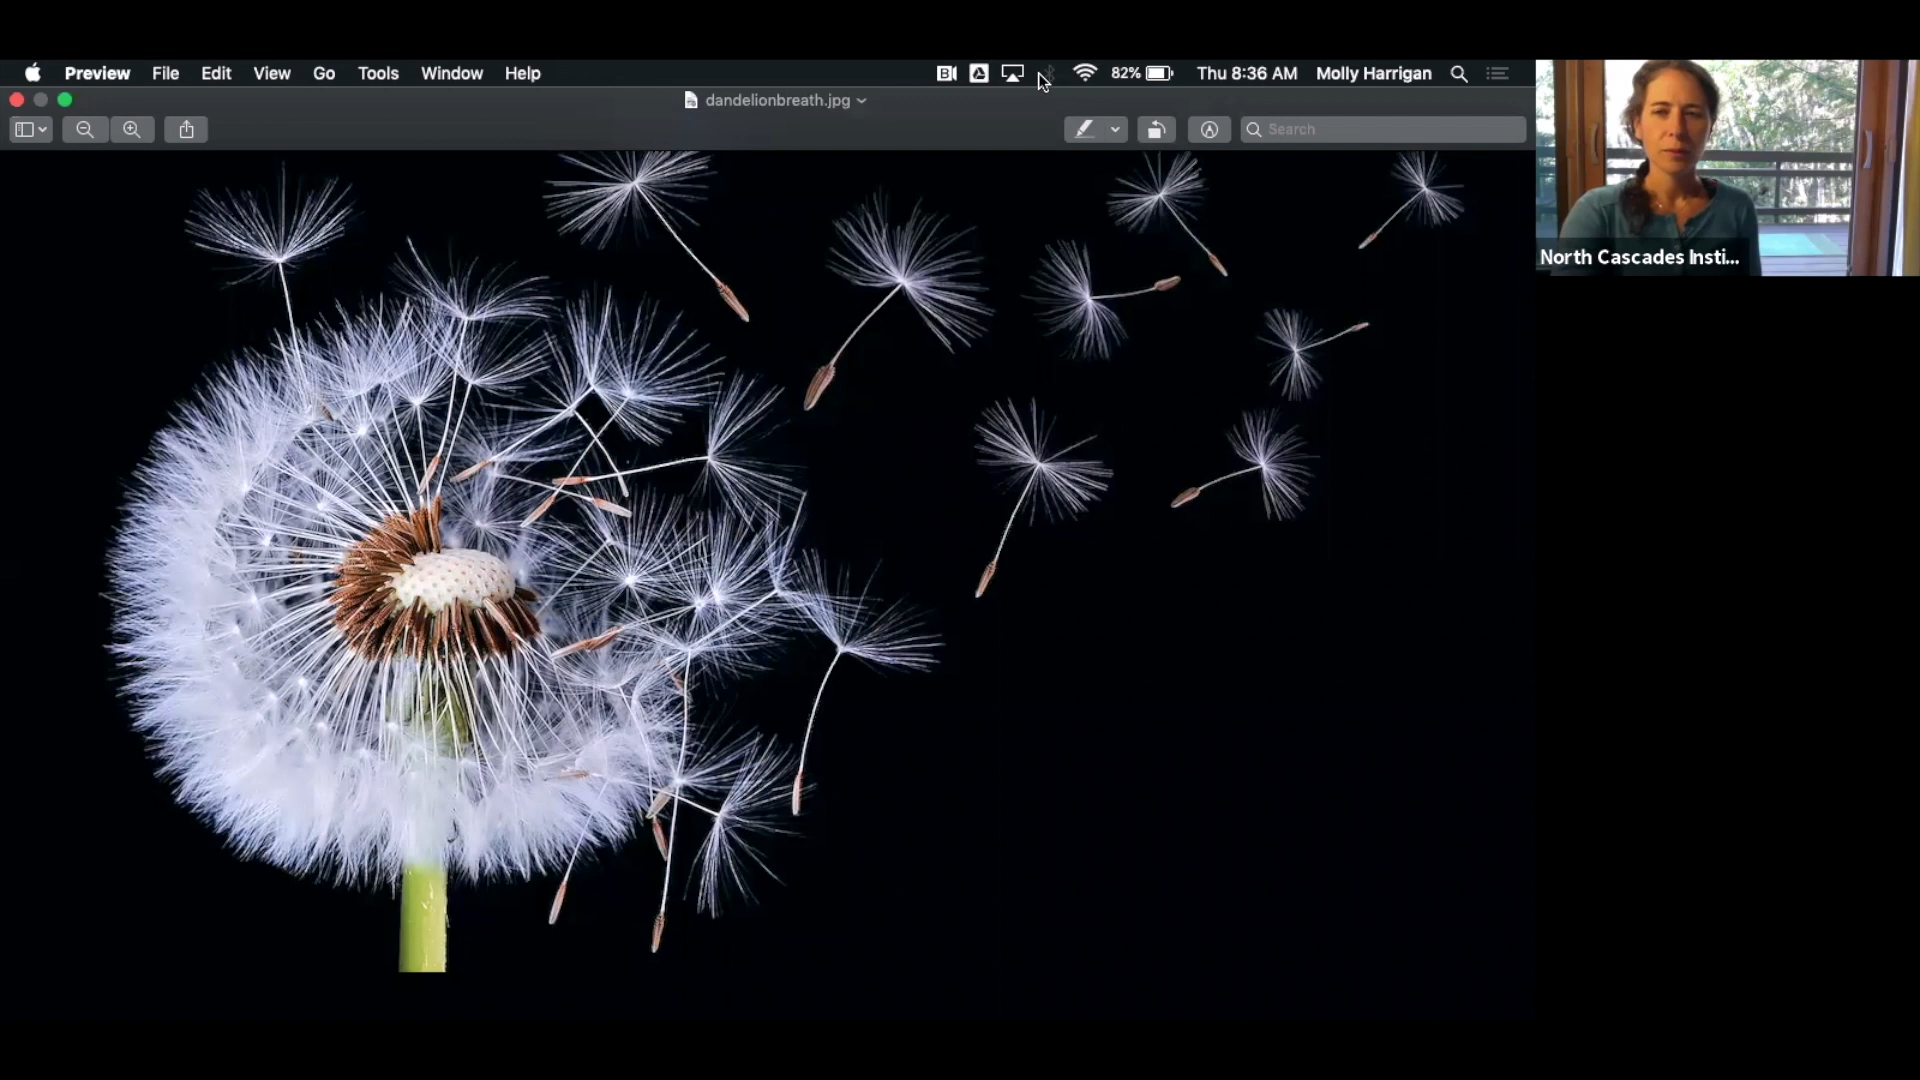 Preview File Edit View Go Tools Window Help 82% Thu 8:36 AM Molly Harrigan
dandelionbreath.jpg
Search
North Cascades Insti...